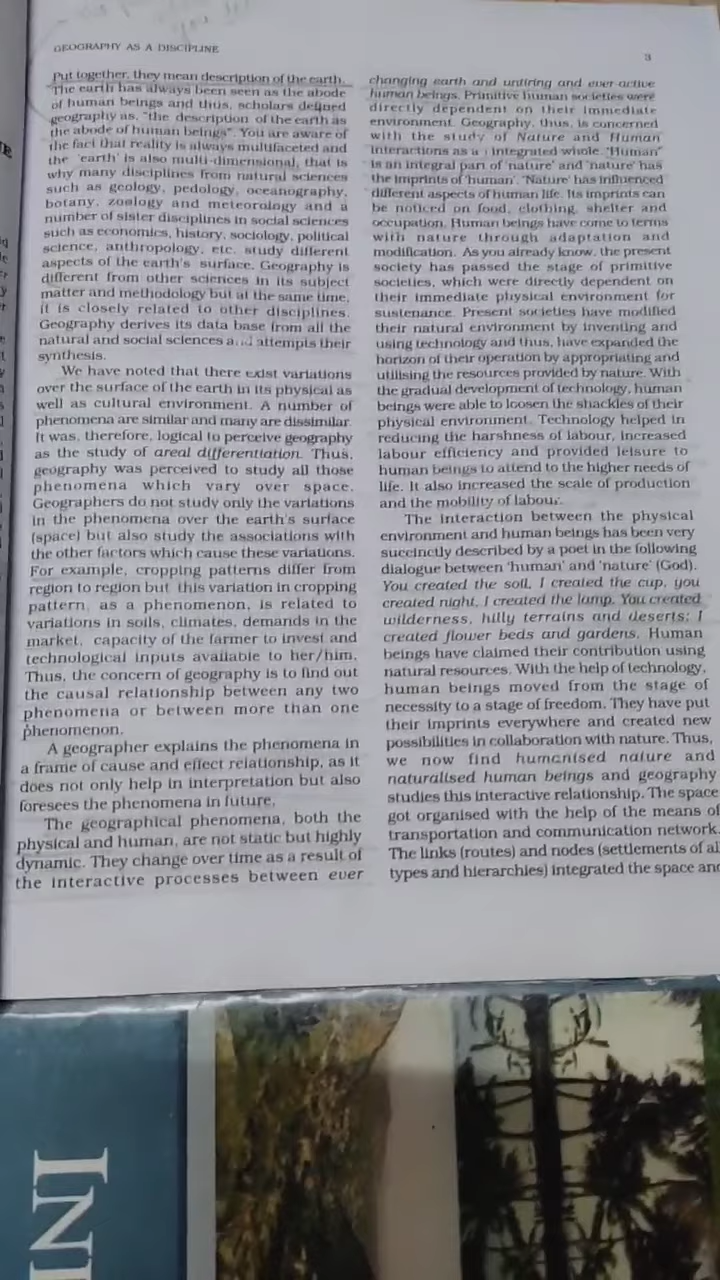 GEOGRAPHY AS A DISCIPLINE
3
Put together, they mean description of the earth.
"The earth has always been seen as the abode
of human beings and thus, scholars defined
geography as, "the description of the earth as
the abode of human beings". You are aware of
the fact that reality is always multifaceted and
the 'earth' is also multi-dimensional, that is
why many disciplines from natural sciences
such as geology, pedology, oceanography,
botany, zoology and meteorology and a
number of sister disciplines in social sciences
such as economics, history, sociology, political
science, anthropology, etc. study different
aspects of the earth's surface. Geography is
different from other sciences in its subject
matter and methodology but at the same time,
it is closely related to other disciplines.
Geography derives its data base from all the
natural and social sciences and attempts their
synthesis.
We have noted that there exist variations
over the surface of the earth in its physical as
well as cultural environment. A number of
phenomena are similar and many are dissimilar.
It was, therefore, logical to perceive geography
as the study of areal differentiation. Thus,
geography was perceived to study all those
phenomena which vary over space.
Geographers do not study only the variations
in the phenomena over the earth's surface
(space) but also study the associations with
the other factors which cause these variations.
For example, cropping patterns differ from
region to region but this variation in cropping
pattern, as a phenomenon, is related to
variations in soils, climates, demands in the
market, capacity of the farmer to invest and
technological inputs available to her/him.
Thus, the concern of geography is to find out
the causal relationship between any two
phenomena or between more than one
phenomenon.
A geographer explains the phenomena in
a frame of cause and effect relationship, as it
does not only help in interpretation but also
foresees the phenomena in future.
The geographical phenomena, both the
physical and human, are not static but highly
dynamic. They change over time as a result of
the interactive processes between ever
changing earth and untiring and ever active
human beings. Primitive human societies were
directly dependent on their immediate
environment. Geography, thus, is concerned
with the study of Nature and Human
interactions as a integrated whole. 'Human'
is an integral part of 'nature' and 'nature' has
the imprints of 'human'. 'Nature' has influenced
different aspects of human life. Its imprints can
be noticed on food, clothing, shelter and
occupation. Human beings have come to terms
with nature through adaptation and
modification. As you already know, the present
society has passed the stage of primitive
societies, which were directly dependent on
their immediate physical environment for
sustenance. Present societies have modified
their natural environment by inventing and
using technology and thus, have expanded the
horizon of their operation by appropriating and
utilising the resources provided by nature. With
the gradual development of technology, human
beings were able to loosen the shackles of their
physical environment. Technology helped in
reducing the harshness of labour, increased
labour efficiency and provided leisure to
human beings to attend to the higher needs of
life. It also increased the scale of production
and the mobility of labour.
The interaction between the physical
environment and human beings has been very
succinctly described by a poet in the following
dialogue between 'human' and 'nature' (God).
You created the soil, I created the cup, you
created night, I created the lamp. You created
wilderness, hilly terrains and deserts; I
created flower beds and gardens. Human
beings have claimed their contribution using
natural resources. With the help of technology,
human beings moved from the stage of
necessity to a stage of freedom. They have put
their imprints everywhere and created new
possibilities in collaboration with nature. Thus,
we now find humanised nature and
naturalised human beings and geography
studies this interactive relationship. The space
got organised with the help of the means of
transportation and communication network.
The links (routes) and nodes (settlements of al
types and hierarchies) integrated the space and
IN